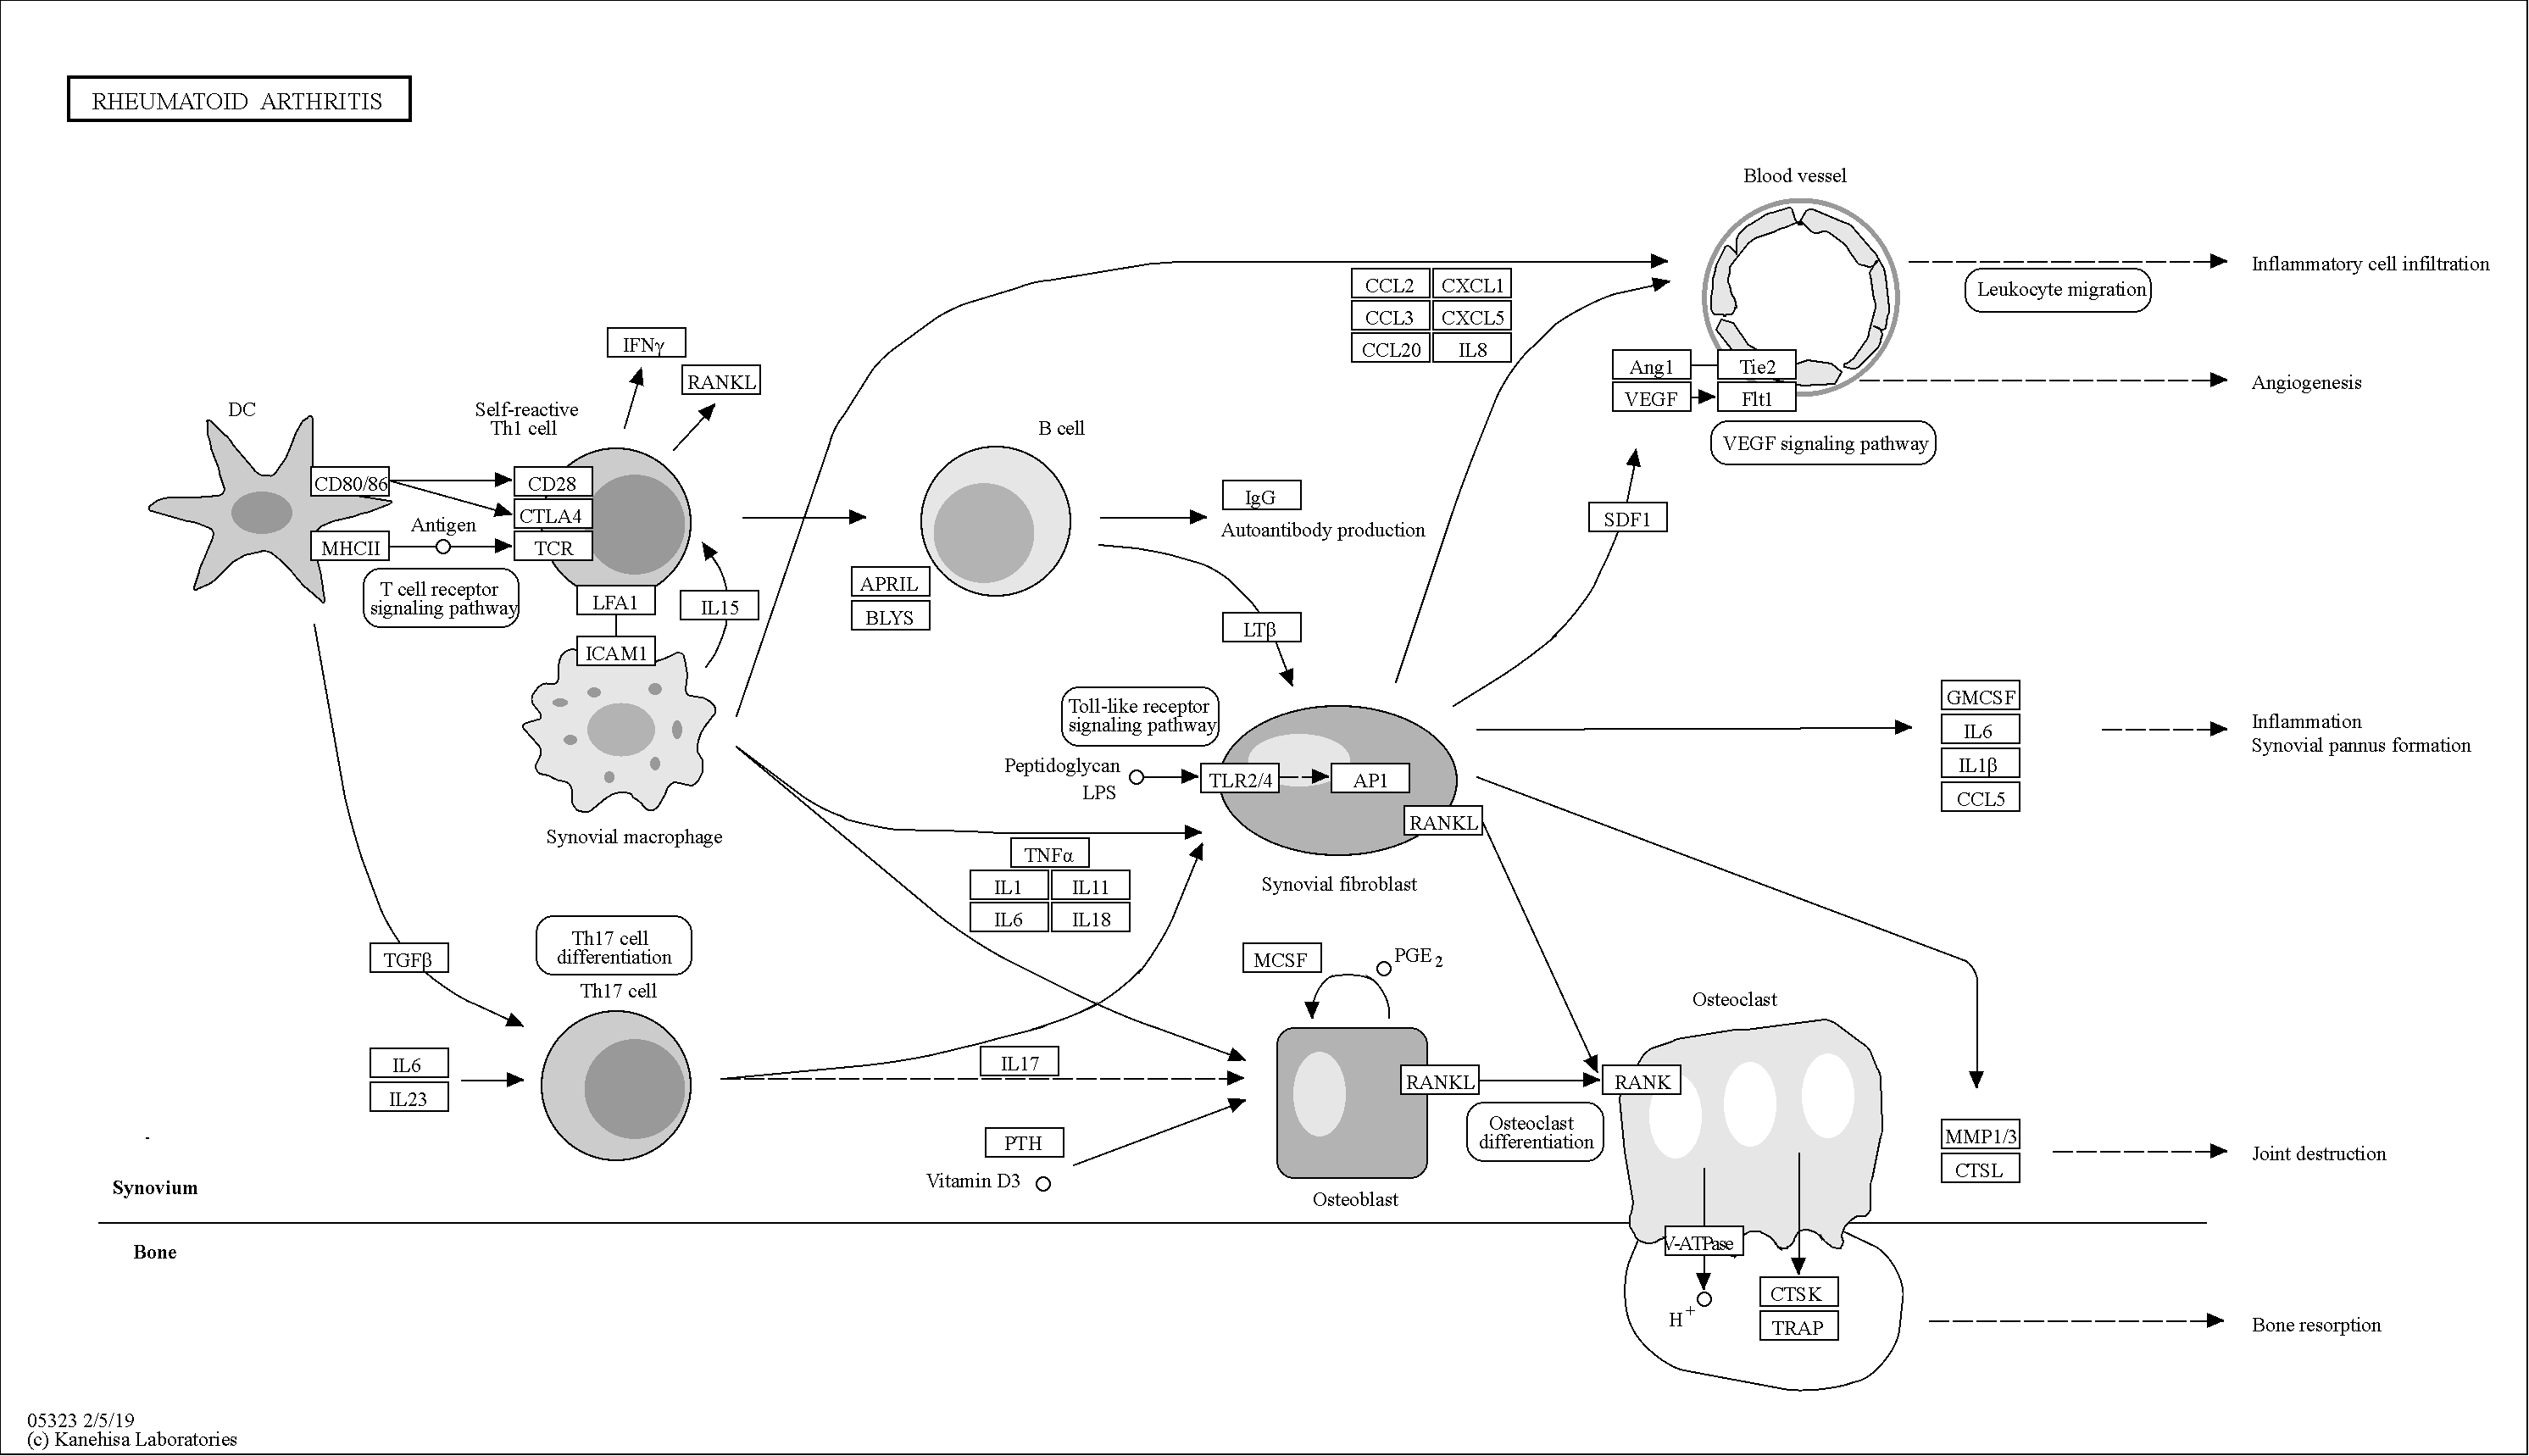 RHEUMATOID ARTHRITIS
Blood vessel
Inflammatory cell infiltration
Leukocyte migration
CCL2
CXCL1
CCL3
CXCL5
CCL20
IL8
Ang1
Tie2
VEGF
Flt1
Angiogenesis
VEGF signaling pathway
IFNγ
RANKL
DC
Self-reactive
Th1 cell
B cell
CD80/86
CD28
CTLA4
Antigen
MHCII
TCR
T cell receptor
signaling pathway
LFA1
IL15
ICAM1
Synovial macrophage
APRIL
BLYS
IgG
Autoantibody production
LTβ
SDF1
Toll-like receptor
signaling pathway
Peptidoglycan
LPS
TLR2/4
AP1
RANKL
Synovial fibroblast
GMCSF
IL6
IL1β
CCL5
Inflammation
Synovial pannus formation
TNFα
IL1
IL11
IL6
IL18
TGFβ
Th17 cell
differentiation
Th17 cell
IL6
IL23
IL17
PTH
Vitamin D3
MCSF
PGE2
RANKL
Osteoblast
Osteoclast
RANK
Osteoclast
differentiation
MMP1/3
CTSL
Joint destruction
-
Synovium
Bone
V-ATPase
H+
CTSK
TRAP
Bone resorption
05323 2/5/19
(c) Kanehisa Laboratories